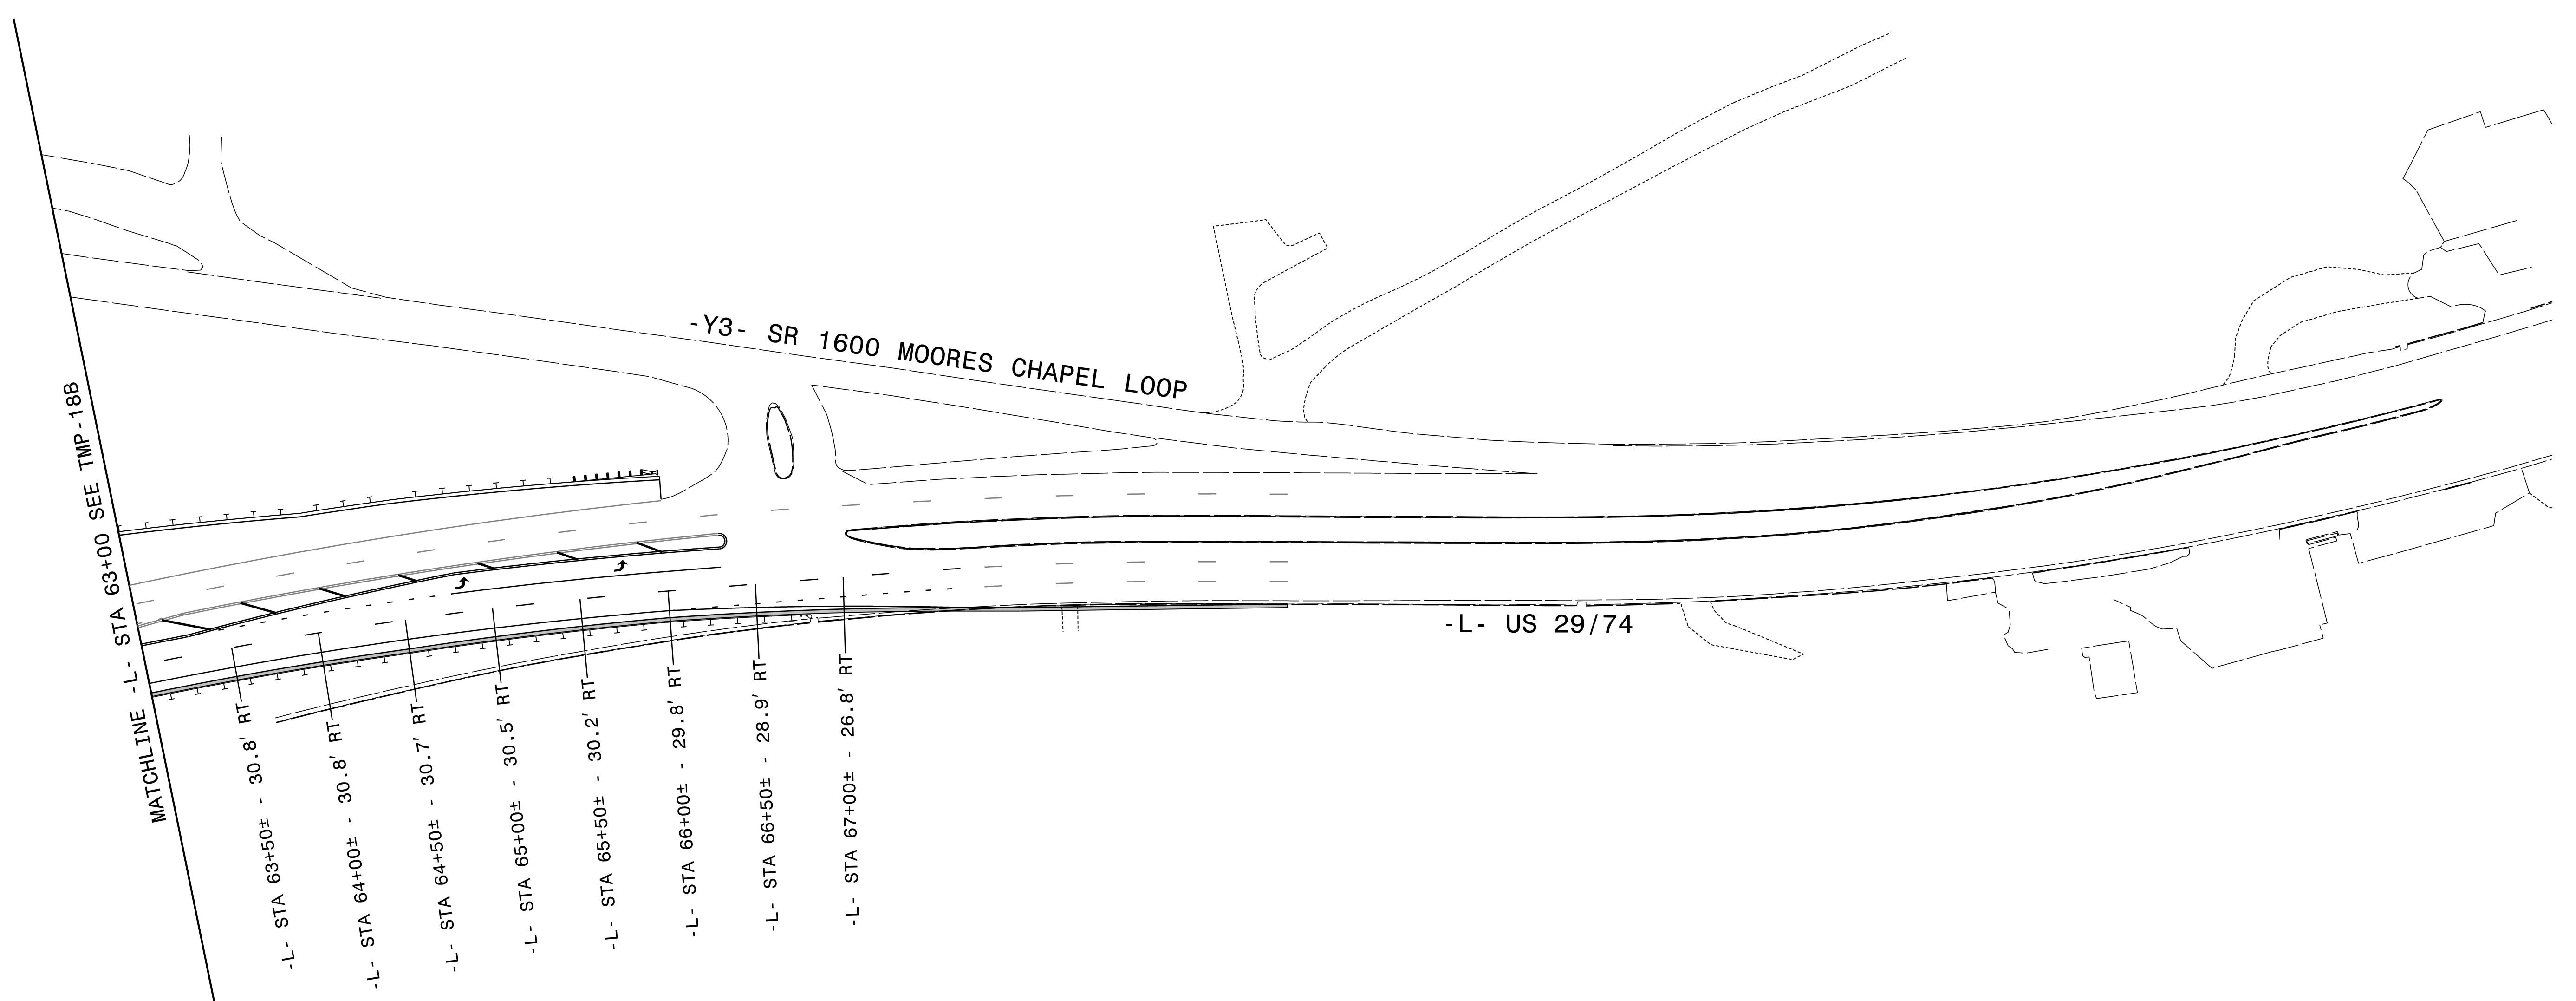 MATCHLINE -L- STA 63+00 SEE TMP-18B
-Y3- SR 1600 MOORES CHAPEL LOOP
-L- US 29/74
-L- STA 63+50± - 30.8' RT
-L- STA 64+00± - 30.8' RT
-L- STA 64+50± - 30.7' RT
-L- STA 65+00± - 30.5' RT
-L- STA 65+50± - 30.2' RT
-L- STA 66+00± - 29.8' RT
-L- STA 66+50± - 28.9' RT
-L- STA 67+00± - 26.8' RT